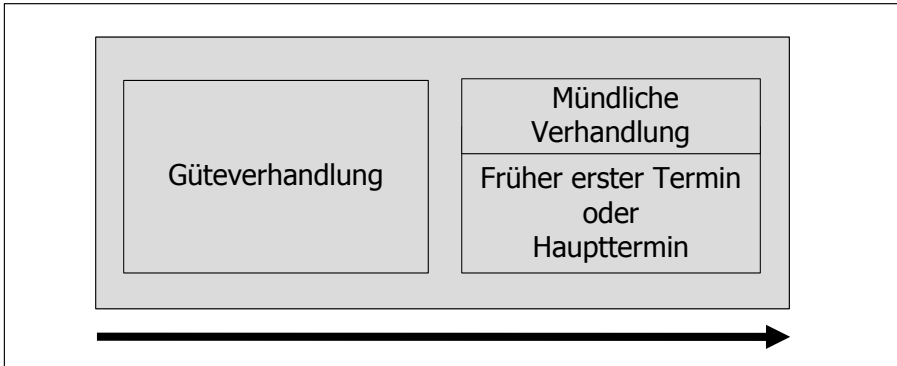 Güteverhandlung
Mündliche
Verhandlung
Früher erster Termin
oder
Haupttermin